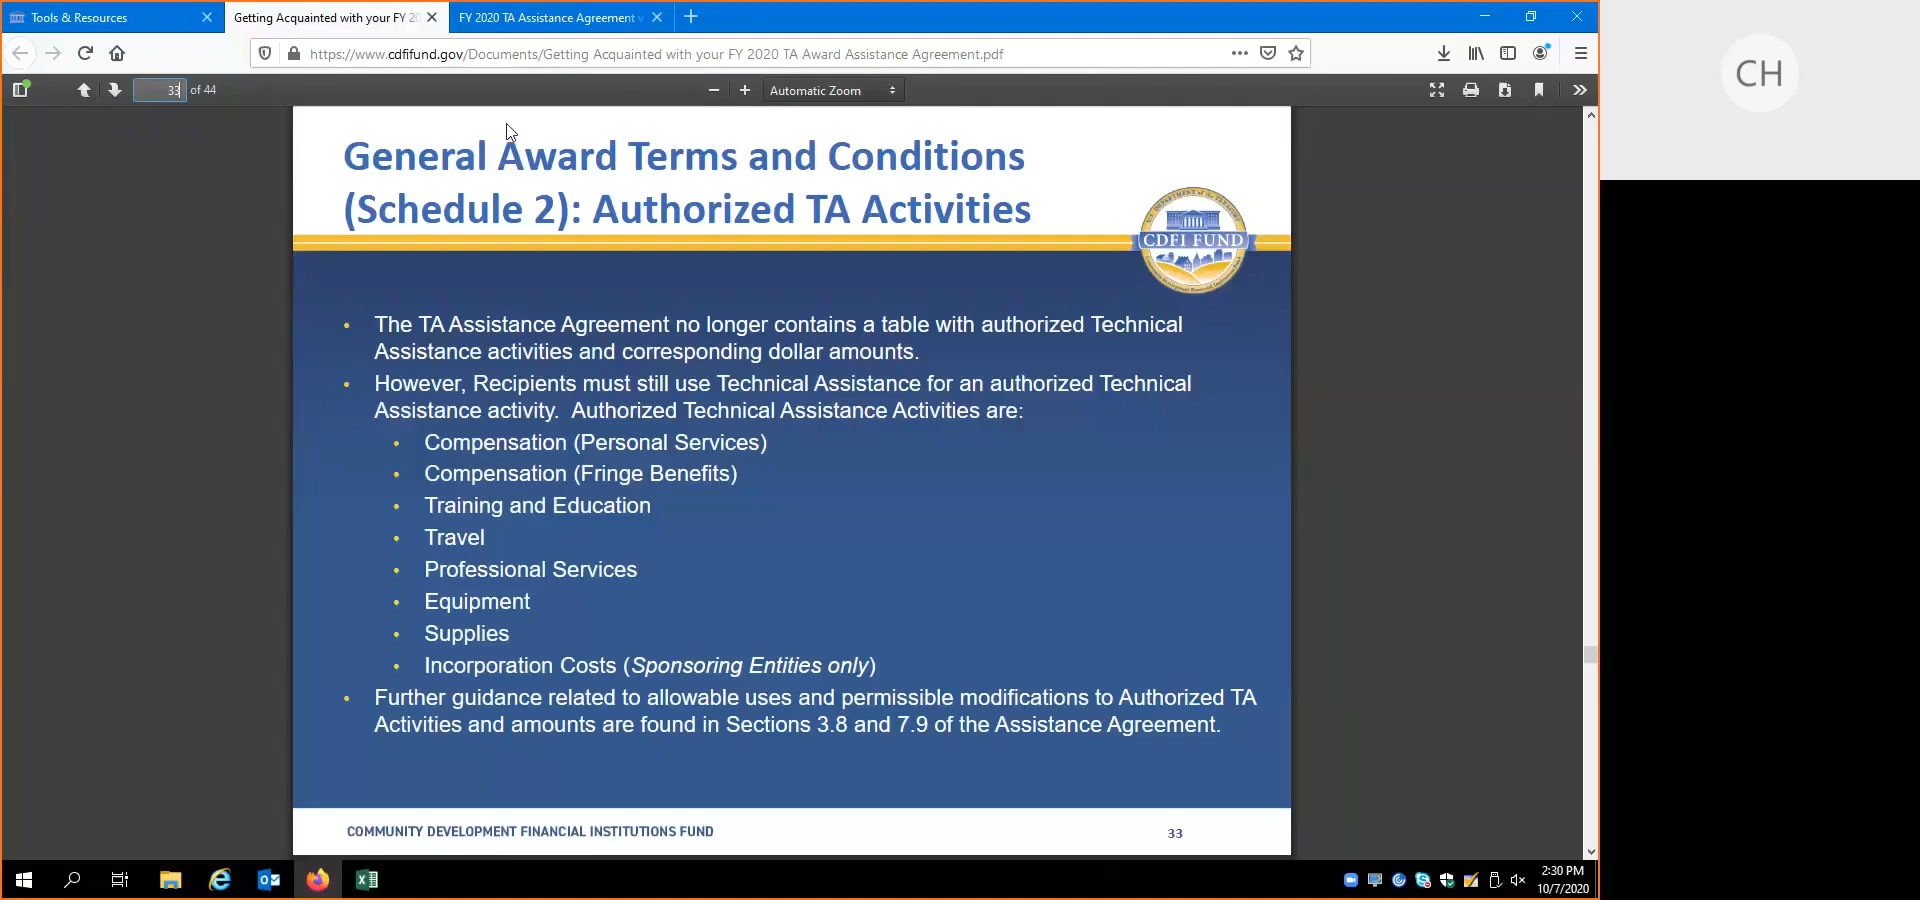 Tools & Resources
Getting Acquainted with your FY 20
FY 2020 TA Assistance Agreement
https://www.cdfifund.gov/Documents/Getting Acquainted with your FY 2020 TA Award Assistance Agreement.pdf
33 of 44
Automatic Zoom
CH
General Award Terms and Conditions
(Schedule 2): Authorized TA Activities
DEPARTMENT of the TREASURY
CDFI FUND
• The TA Assistance Agreement no longer contains a table with authorized Technical
Assistance activities and corresponding dollar amounts.
• However, Recipients must still use Technical Assistance for an authorized Technical
Assistance activity. Authorized Technical Assistance Activities are:
• Compensation (Personal Services)
• Compensation (Fringe Benefits)
• Training and Education
• Travel
• Professional Services
• Equipment
• Supplies
• Incorporation Costs (Sponsoring Entities only)
• Further guidance related to allowable uses and permissible modifications to Authorized TA
Activities and amounts are found in Sections 3.8 and 7.9 of the Assistance Agreement.
COMMUNITY DEVELOPMENT FINANCIAL INSTITUTIONS FUND
33
2:30 PM
10/7/2020